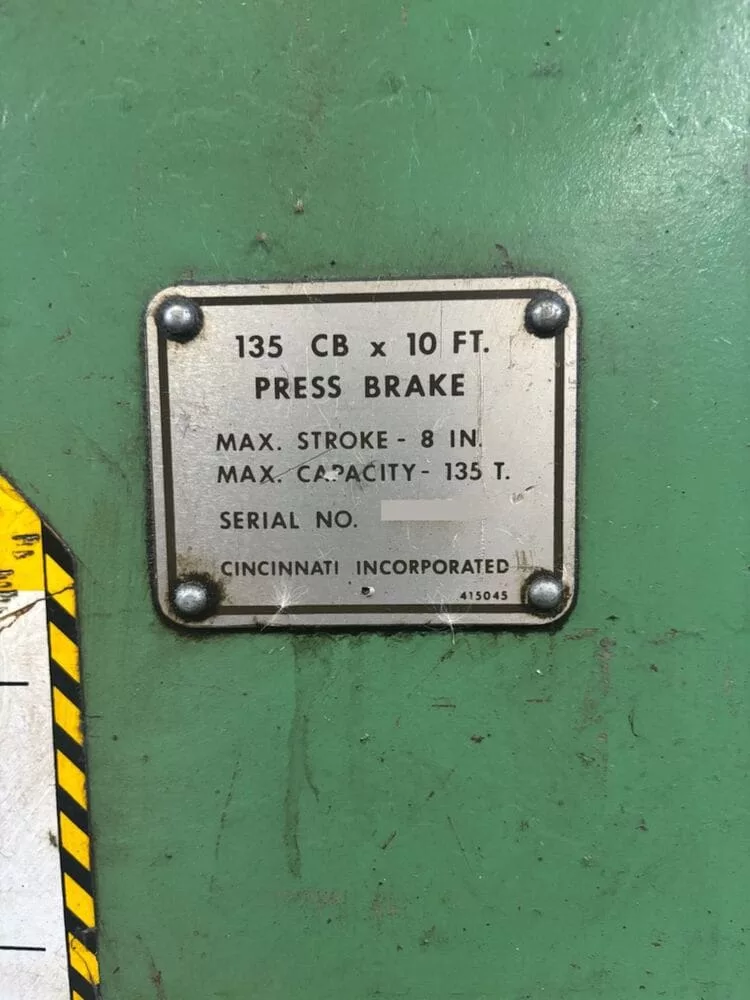 135 CB x 10 FT.
PRESS BRAKE
MAX. STROKE - 8 IN.
MAX. CAPACITY - 135 T.
SERIAL NO.
CINCINNATI INCORPORATED
415045